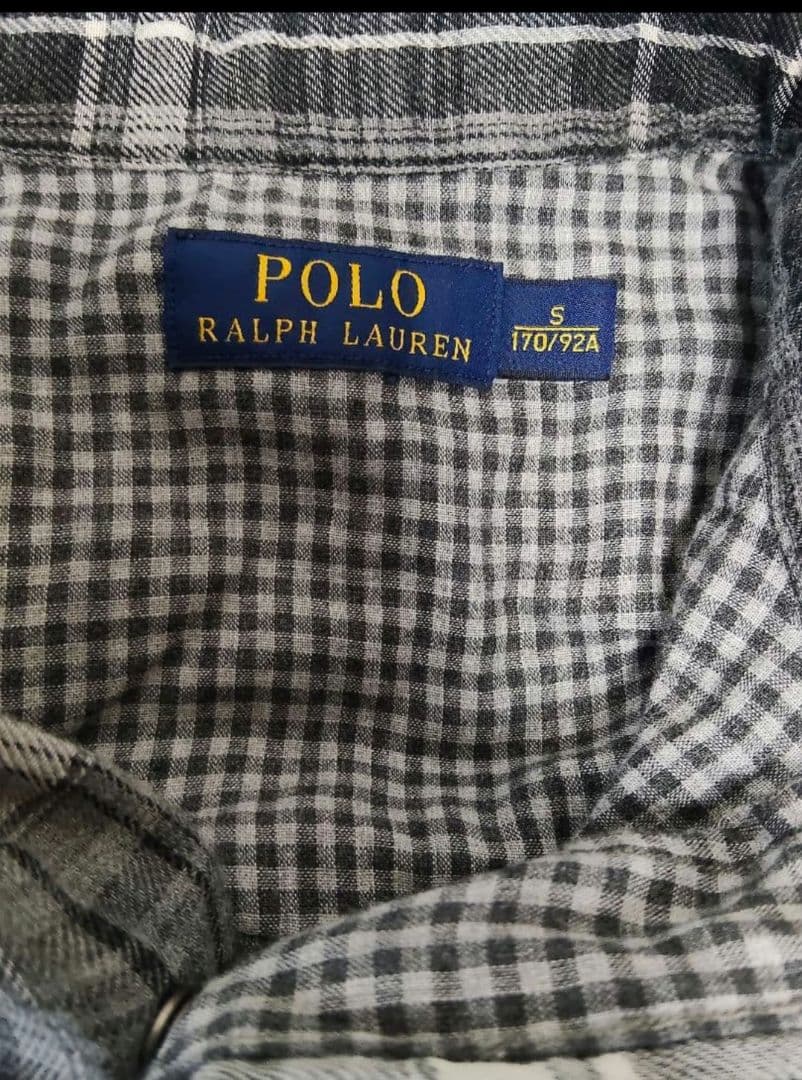 POLO
RALPH LAUREN
S
170/92A